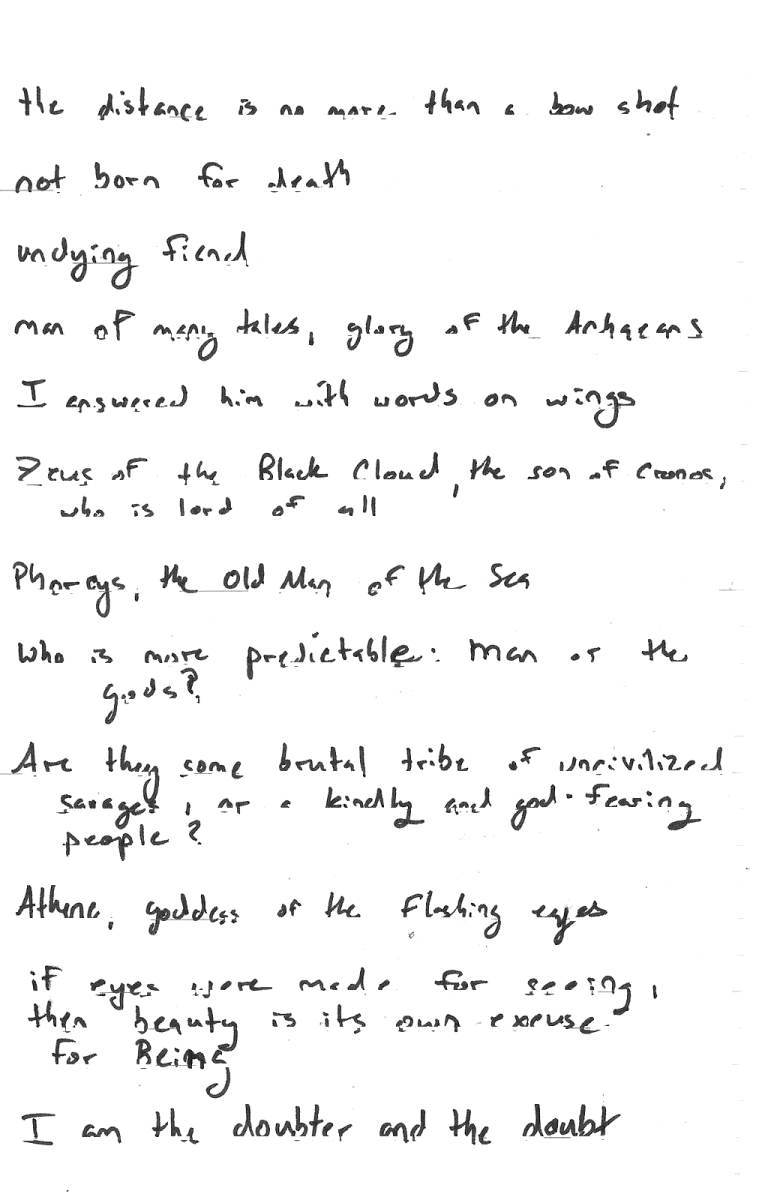 the distance is no more than a bow shot
not born for death
undying fiend
man of many tales, glory of the Achaeans
I answered him with words on wings
Zeus of the Black Cloud, the son of Cronos,
who is lord of all
Phorcys, the Old Man of the Sea
Who is more predictable: man or the
gods?
Are they some brutal tribe of uncivilized
savages, or a kindly and god-fearing
people?
Athene, goddess of the flashing eyes
if eyes were made for seeing,
then beauty is its own excuse
for Being
I am the doubter and the doubt